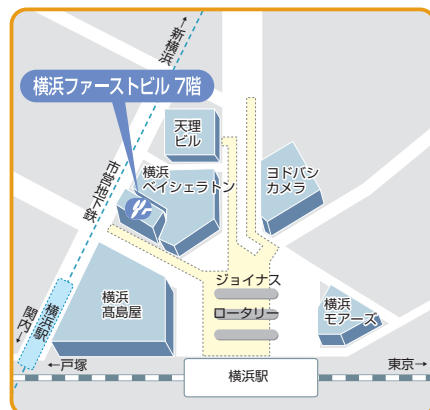 ←新横浜
横浜ファーストビル 7階
天理
ビル
横浜
ベイシェラトン
ヨドバシ
カメラ
市営地下鉄
ジョイナス
ロータリー
横浜
髙島屋
横浜
モアーズ
横浜駅
関内→
←戸塚
横浜駅
東京→